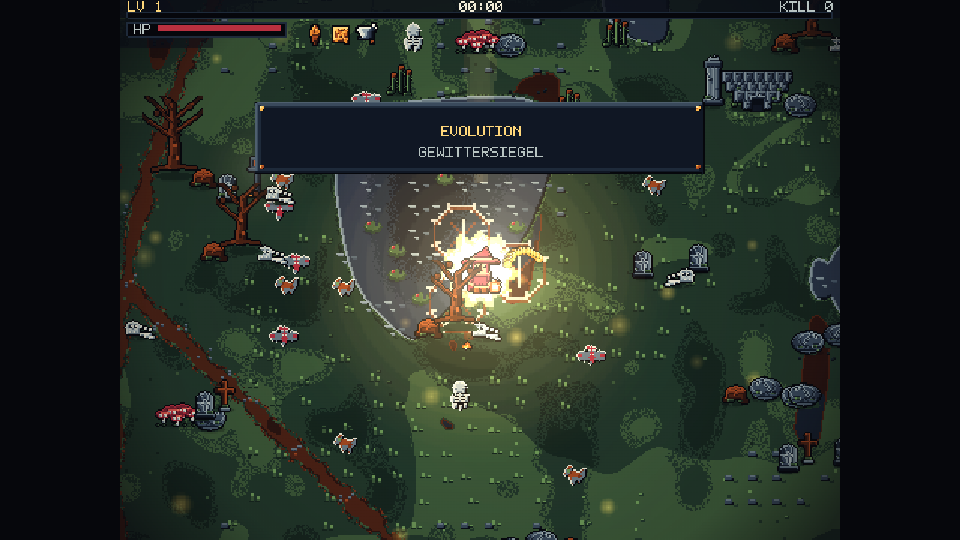 LV 1
00:00
KILL 0
HP
EVOLUTION
GEWITTERSIEGEL